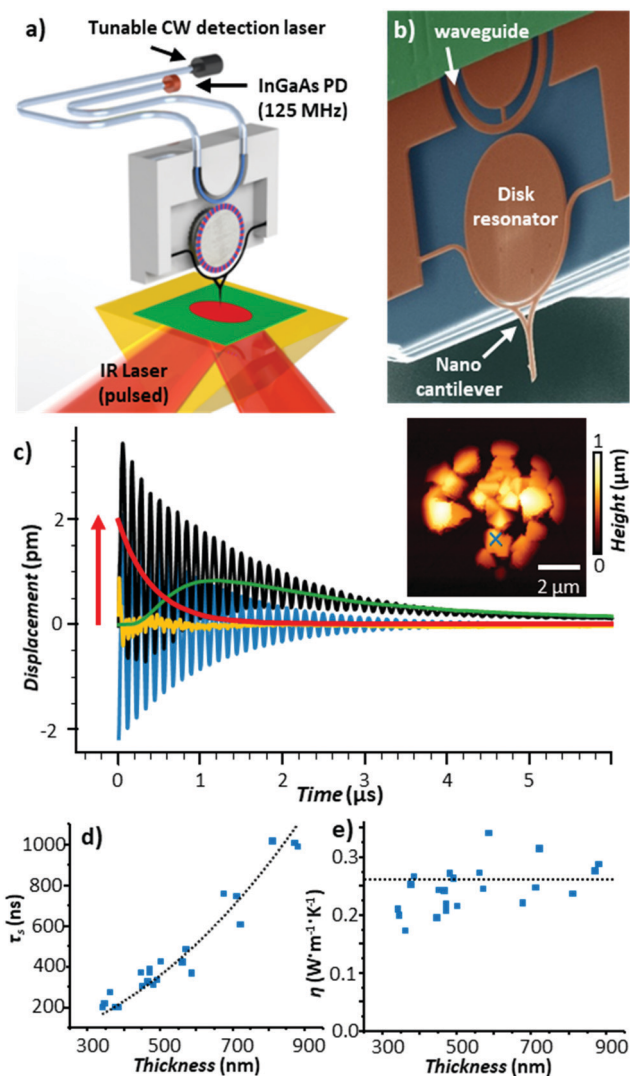 a)
Tunable CW detection laser
InGaAs PD
(125 MHz)
IR Laser
(pulsed)
b)
waveguide
Disk
resonator
Nano
cantilever
c)
Displacement (pm)
2
0
-2
0
1
2
3
4
5
Time (μs)
1
0
Height (μm)
2 μm
d)
τs (ns)
1000
800
600
400
200
300
500
700
900
Thickness (nm)
e)
η (W·m-1·K-1)
0.3
0.2
0.1
0.0
300
500
700
900
Thickness (nm)